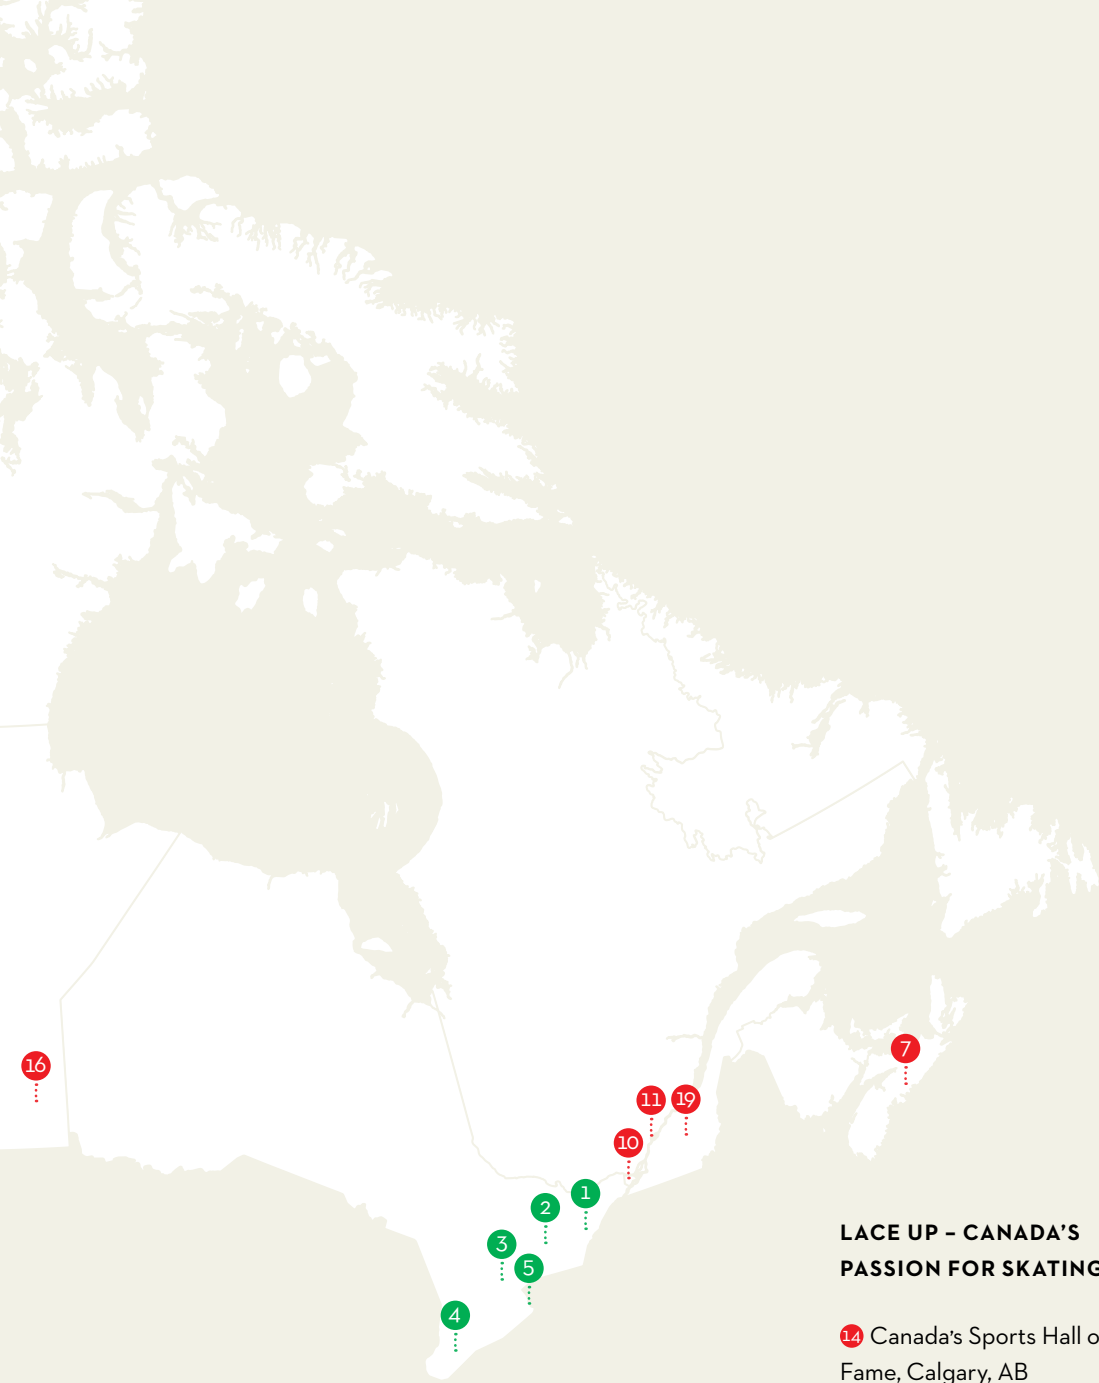 16
7
11
19
10
1
2
3
5
4
LACE UP – CANADA'S
PASSION FOR SKATING
14 Canada's Sports Hall o
Fame, Calgary, AB